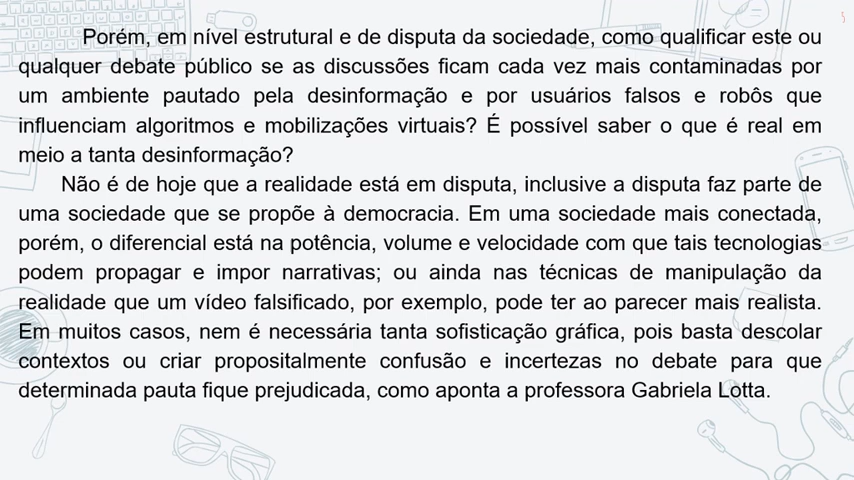 Porém, em nível estrutural e de disputa da sociedade, como qualificar este ou
qualquer debate público se as discussões ficam cada vez mais contaminadas por
um ambiente pautado pela desinformação e por usuários falsos e robôs que
influenciam algoritmos e mobilizações virtuais? É possível saber o que é real em
meio a tanta desinformação?
Não é de hoje que a realidade está em disputa, inclusive a disputa faz parte de
uma sociedade que se propõe à democracia. Em uma sociedade mais conectada,
porém, o diferencial está na potência, volume e velocidade com que tais tecnologias
podem propagar e impor narrativas; ou ainda nas técnicas de manipulação da
realidade que um vídeo falsificado, por exemplo, pode ter ao parecer mais realista.
Em muitos casos, nem é necessária tanta sofisticação gráfica, pois basta descolar
contextos ou criar propositalmente confusão e incertezas no debate para que
determinada pauta fique prejudicada, como aponta a professora Gabriela Lotta.